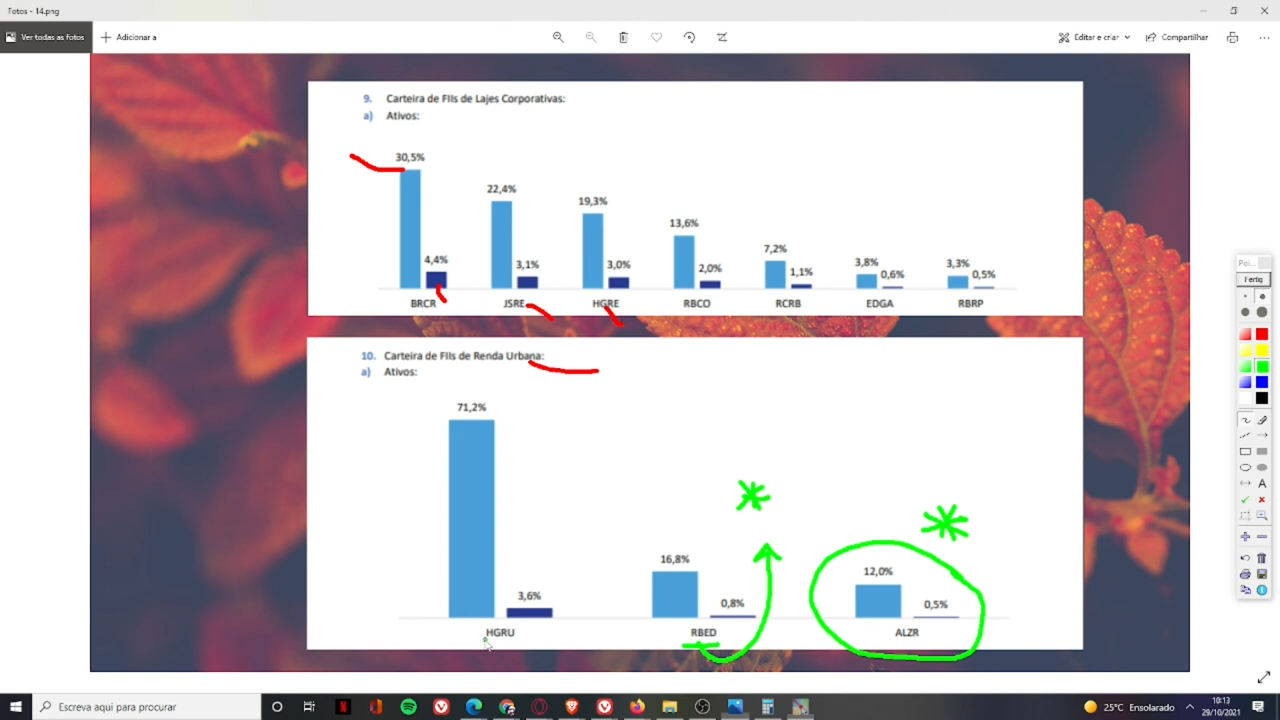 Fotos - 14.png
Ver todas as fotos
Adicionar a
Editar e criar
Compartilhar
9. Carteira de FIIs de Lajes Corporativas:
a) Ativos:
30,5%
22,4%
19,3%
13,6%
7,2%
3,8%
3,3%
4,4%
3,1%
3,0%
2,0%
1,1%
0,6%
0,5%
BRCR JSRE HGRE RBCO RCRB EDGA RBRP
10. Carteira de FIIs de Renda Urbana:
a) Ativos:
71,2%
16,8%
12,0%
3,6%
0,8%
0,5%
HGRU RBED ALZR
Fertig
A
Escreva aqui para procurar
25°C Ensolarado
10:13
29/10/2021